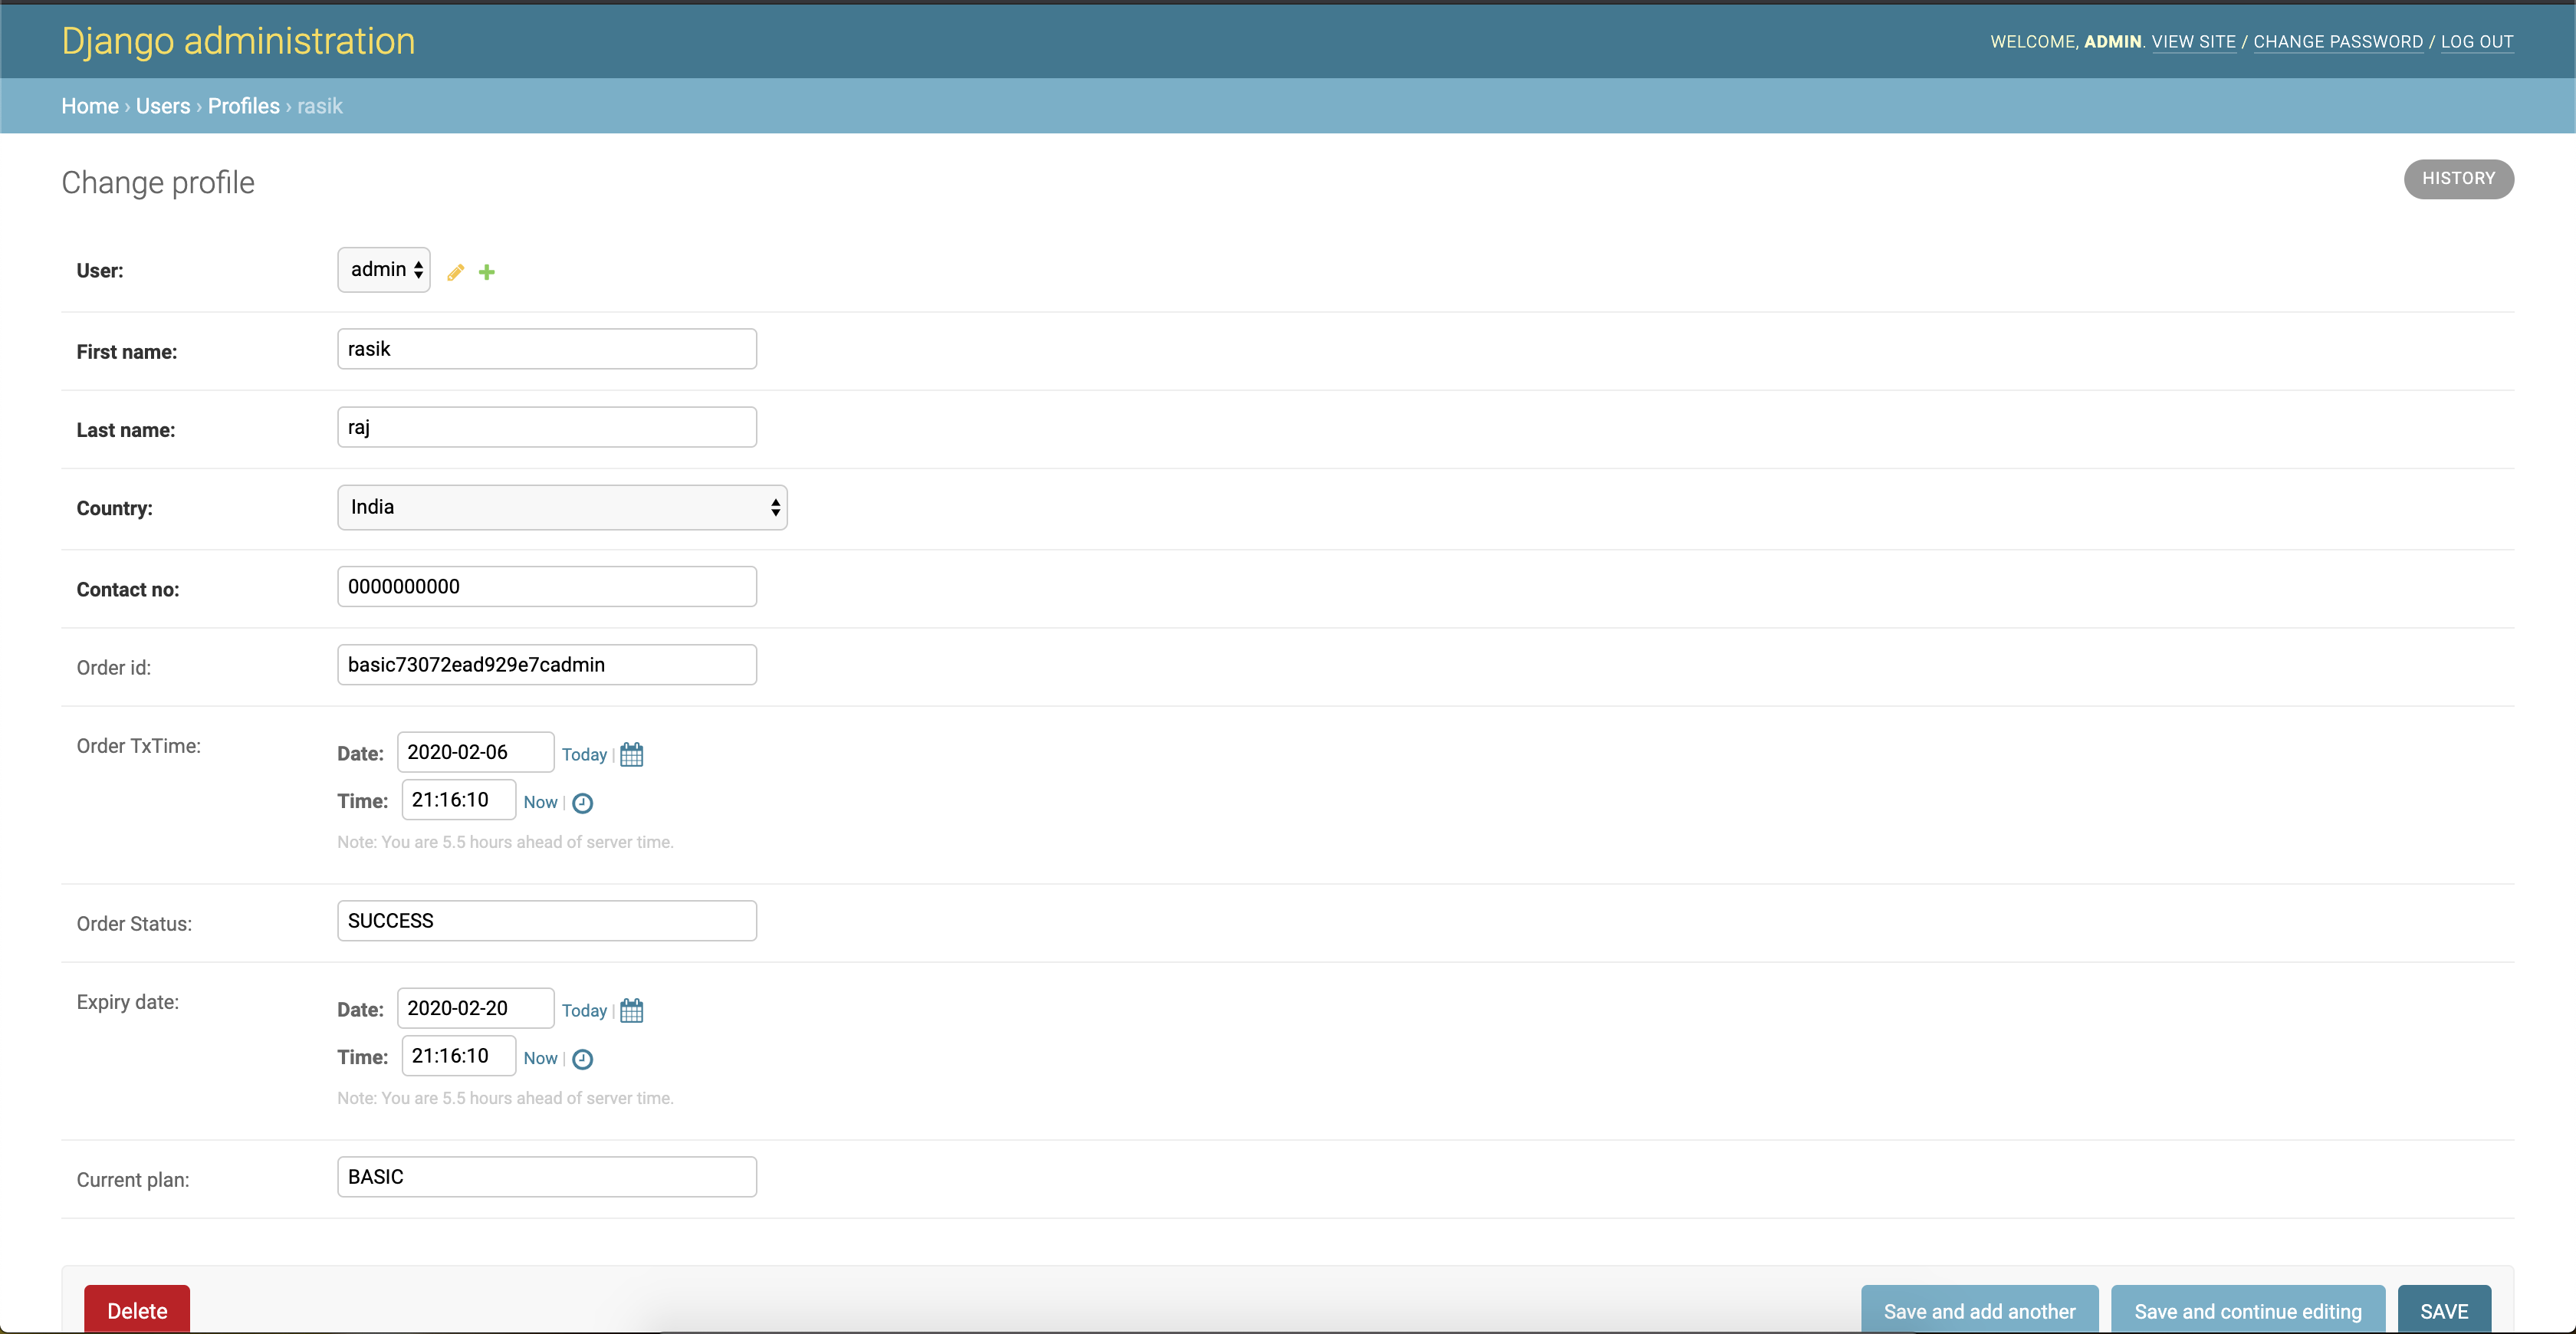 Django administration
WELCOME, ADMIN. VIEW SITE / CHANGE PASSWORD / LOG OUT
Home › Users › Profiles › rasik
Change profile
HISTORY
User: admin
First name: rasik
Last name: raj
Country: India
Contact no: 0000000000
Order id: basic73072ead929e7cadmin
Order TxTime: Date: 2020-02-06 Today |
Time: 21:16:10 Now |
Note: You are 5.5 hours ahead of server time.
Order Status: SUCCESS
Expiry date: Date: 2020-02-20 Today |
Time: 21:16:10 Now |
Note: You are 5.5 hours ahead of server time.
Current plan: BASIC
Delete Save and add another Save and continue editing SAVE